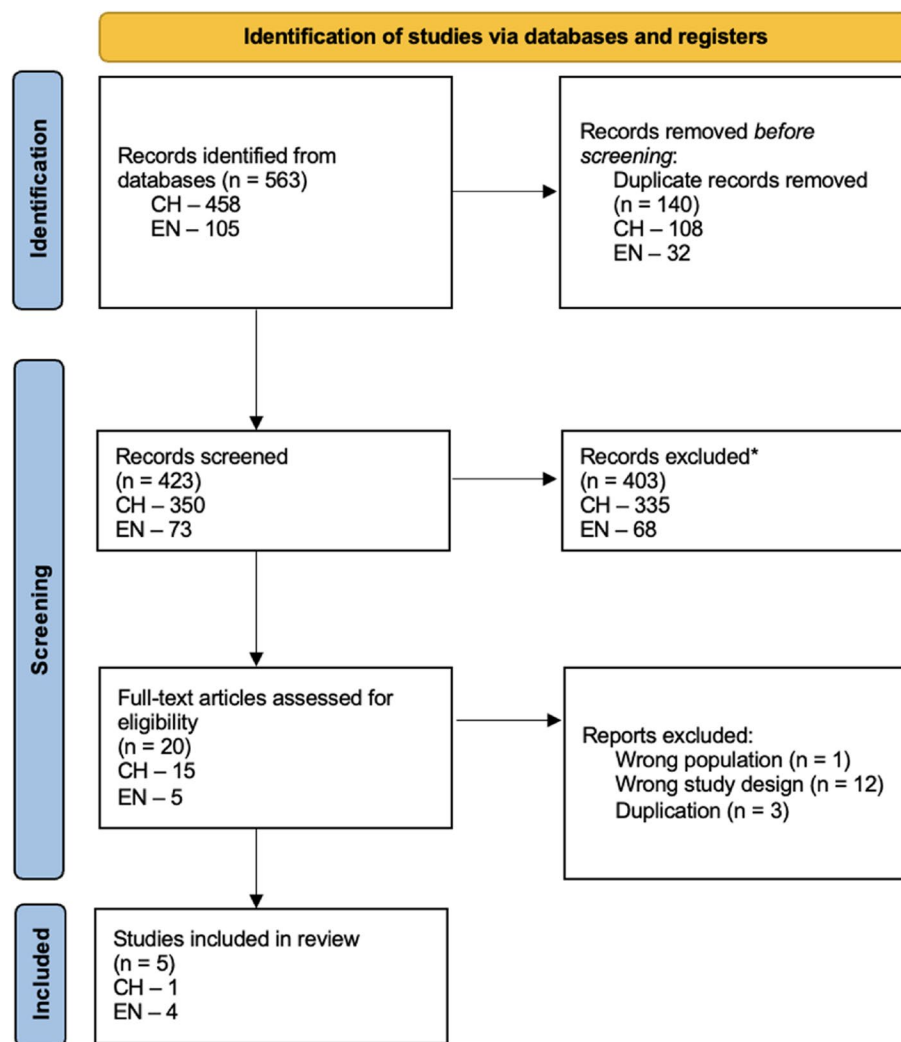 Identification of studies via databases and registers
Identification
Records identified from
databases (n = 563)
CH – 458
EN – 105
Records removed before
screening:
Duplicate records removed
(n = 140)
CH – 108
EN – 32
Screening
Records screened
(n = 423)
CH – 350
EN – 73
Records excluded*
(n = 403)
CH – 335
EN – 68
Full-text articles assessed for
eligibility
(n = 20)
CH – 15
EN – 5
Reports excluded:
Wrong population (n = 1)
Wrong study design (n = 12)
Duplication (n = 3)
Included
Studies included in review
(n = 5)
CH – 1
EN – 4